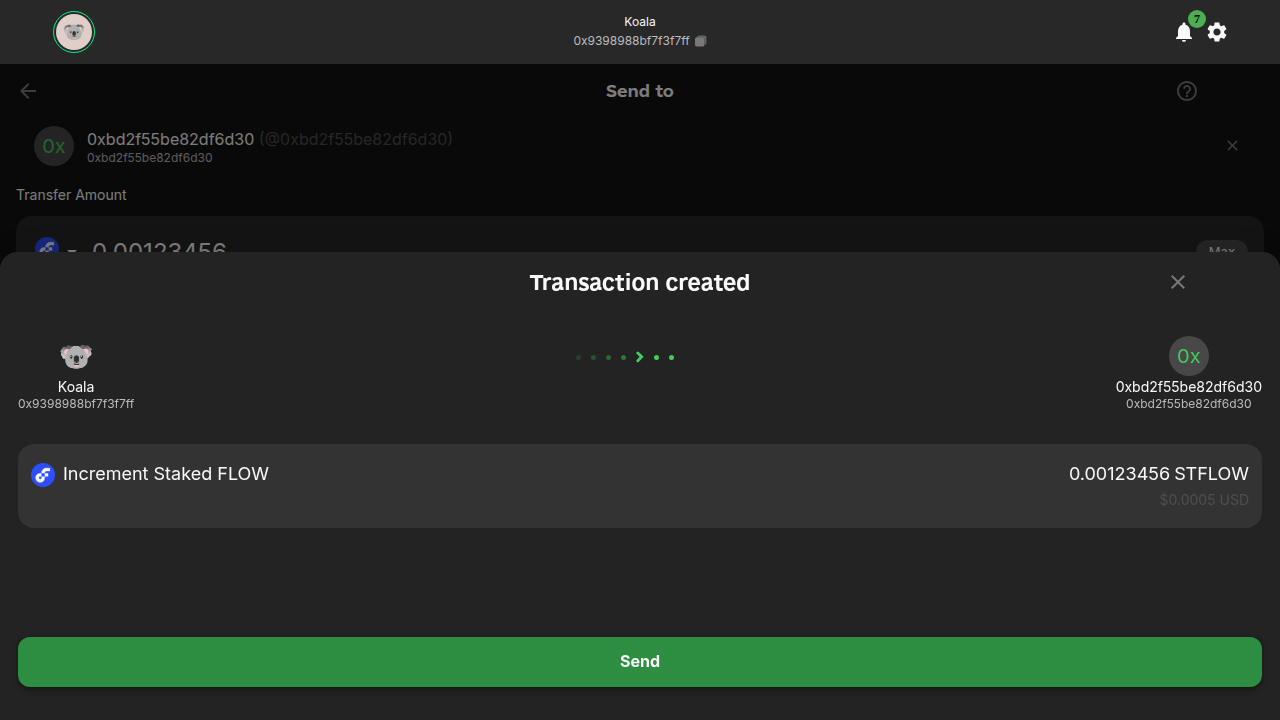 Koala
0x9398988bf7f3f7ff
7
Send to
0x
0xbd2f55be82df6d30 (@0xbd2f55be82df6d30)
0xbd2f55be82df6d30
Transfer Amount
0.00123456
Max
Transaction created
0x
Koala
0xbd2f55be82df6d30
0x9398988bf7f3f7ff
0xbd2f55be82df6d30
Increment Staked FLOW
0.00123456 STFLOW
$0.0005 USD
Send